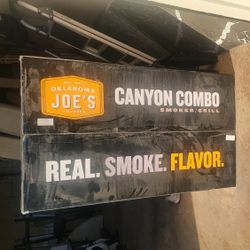 OKLAHOMA
JOE'S
CANYON COMBO
SMOKER/GRILL
REAL. SMOKE. FLAVOR.